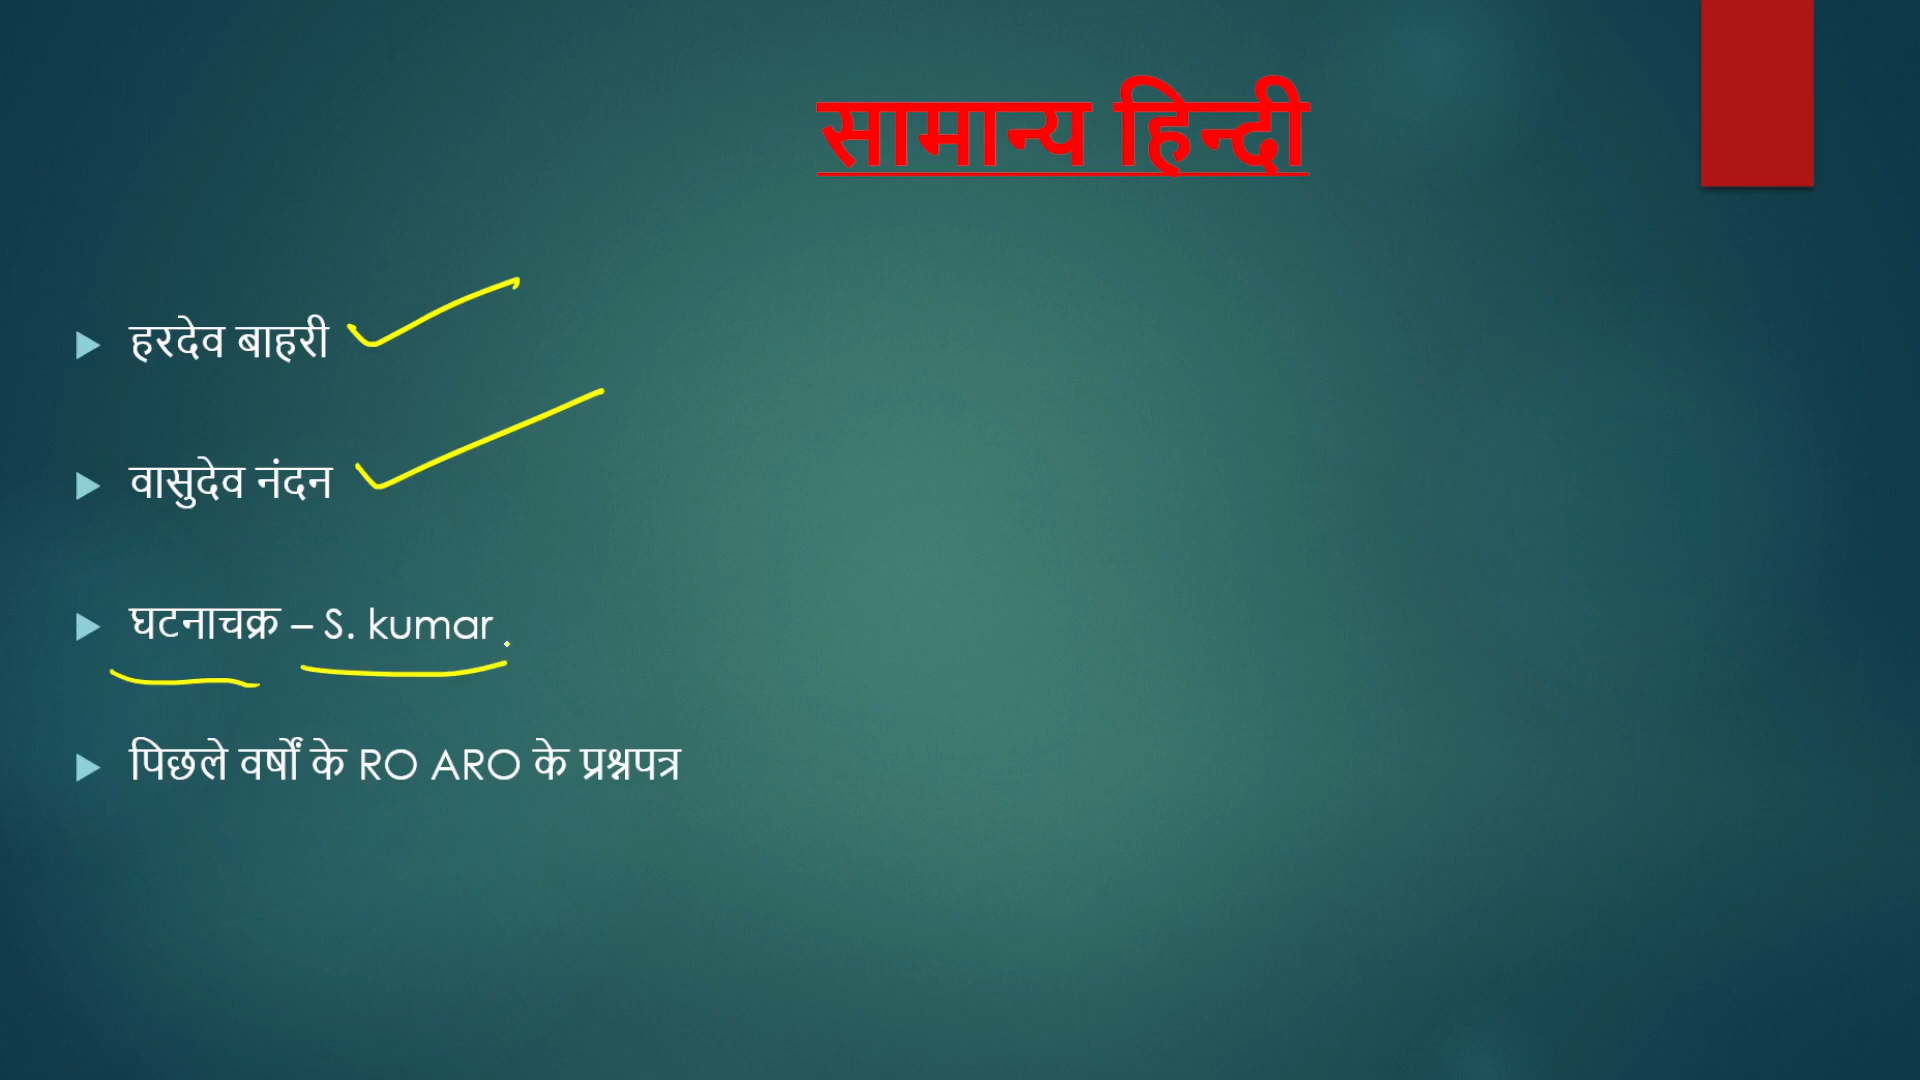 सामान्य हिन्दी
हरदेव बाहरी
वासुदेव नंदन
घटनाचक्र – S. kumar
पिछले वर्षों के RO ARO के प्रश्नपत्र